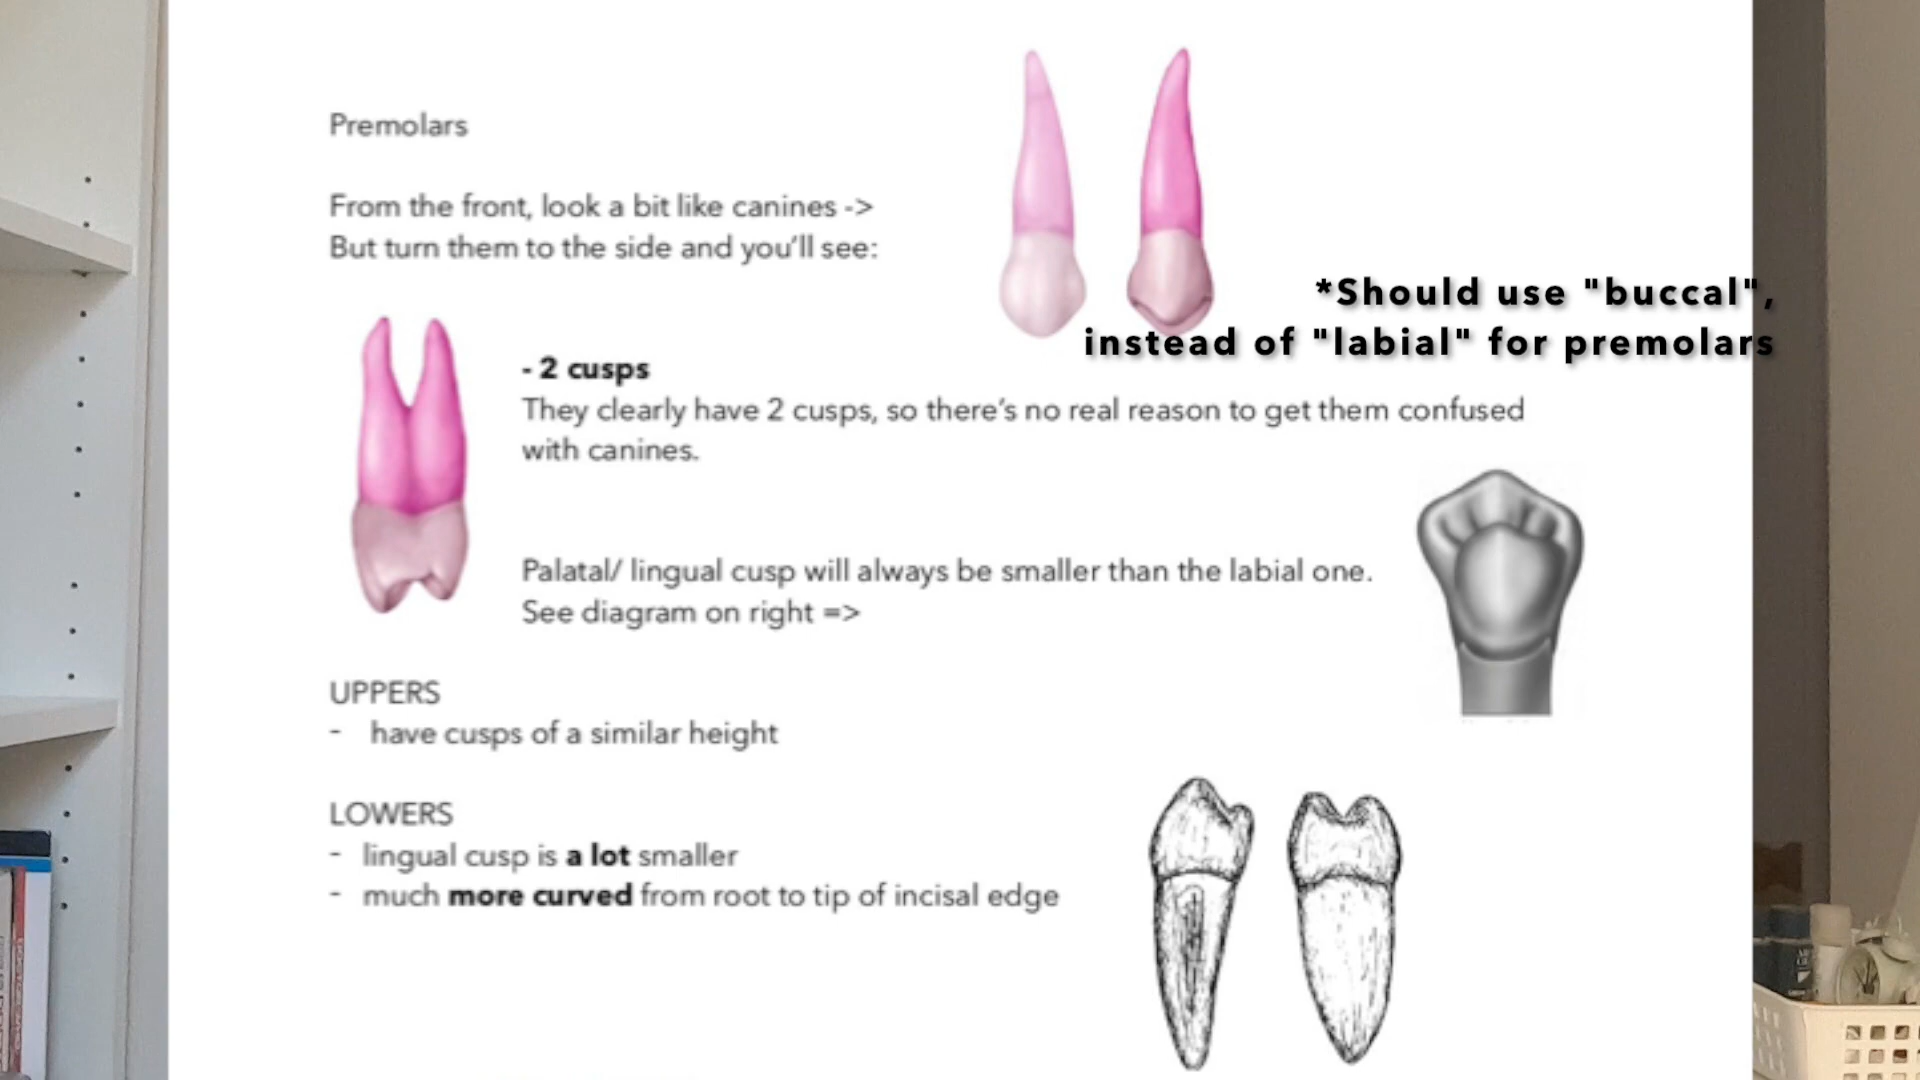 Premolars
From the front, look a bit like canines ->
But turn them to the side and you'll see:
*Should use "buccal",
instead of "labial" for premolars
- 2 cusps
They clearly have 2 cusps, so there's no real reason to get them confused
with canines.
Palatal/ lingual cusp will always be smaller than the labial one.
See diagram on right =>
UPPERS
- have cusps of a similar height
LOWERS
- lingual cusp is a lot smaller
- much more curved from root to tip of incisal edge